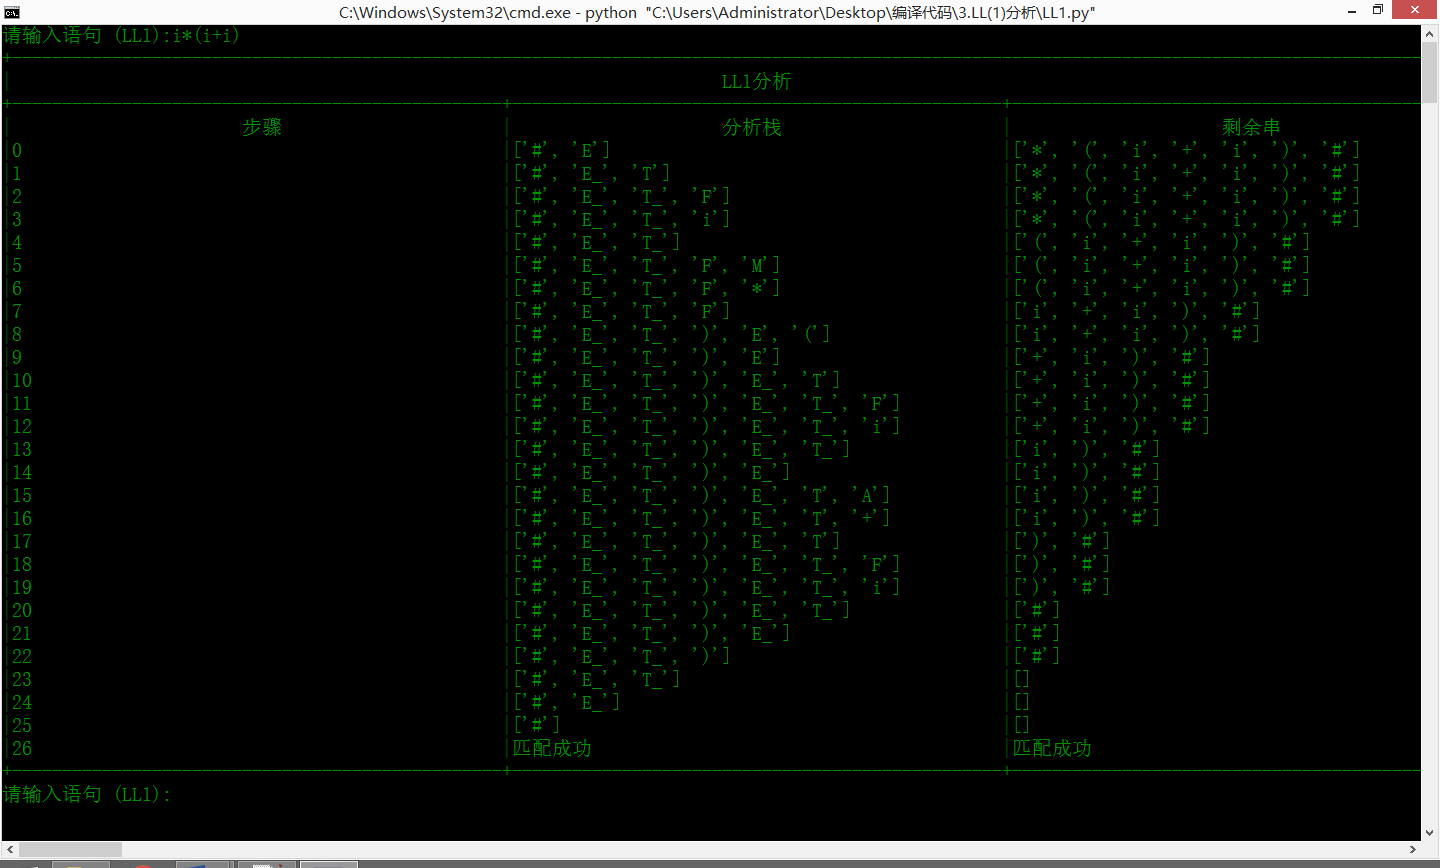 C:\Windows\System32\cmd.exe - python "C:\Users\Administrator\Desktop\编译代码\3.LL(1)分析\LL1.py"
请输入语句 (LL1):i*(i+i)
LL1分析
步骤 分析栈 剩余串
0 ['#', 'E'] ['*', '(', 'i', '+', 'i', ')', '#']
1 ['#', 'E_', 'T'] ['*', '(', 'i', '+', 'i', ')', '#']
2 ['#', 'E_', 'T_', 'F'] ['*', '(', 'i', '+', 'i', ')', '#']
3 ['#', 'E_', 'T_', 'i'] ['*', '(', 'i', '+', 'i', ')', '#']
4 ['#', 'E_', 'T_'] ['(', 'i', '+', 'i', ')', '#']
5 ['#', 'E_', 'T_', 'F', 'M'] ['(', 'i', '+', 'i', ')', '#']
6 ['#', 'E_', 'T_', 'F', '*'] ['(', 'i', '+', 'i', ')', '#']
7 ['#', 'E_', 'T_', 'F'] ['i', '+', 'i', ')', '#']
8 ['#', 'E_', 'T_', ')', 'E', '('] ['i', '+', 'i', ')', '#']
9 ['#', 'E_', 'T_', ')', 'E'] ['+', 'i', ')', '#']
10 ['#', 'E_', 'T_', ')', 'E_', 'T'] ['+', 'i', ')', '#']
11 ['#', 'E_', 'T_', ')', 'E_', 'T_', 'F'] ['+', 'i', ')', '#']
12 ['#', 'E_', 'T_', ')', 'E_', 'T_', 'i'] ['+', 'i', ')', '#']
13 ['#', 'E_', 'T_', ')', 'E_', 'T_'] ['i', ')', '#']
14 ['#', 'E_', 'T_', ')', 'E_'] ['i', ')', '#']
15 ['#', 'E_', 'T_', ')', 'E_', 'T', 'A'] ['i', ')', '#']
16 ['#', 'E_', 'T_', ')', 'E_', 'T', '+'] ['i', ')', '#']
17 ['#', 'E_', 'T_', ')', 'E_', 'T'] [')', '#']
18 ['#', 'E_', 'T_', ')', 'E_', 'T_', 'F'] [')', '#']
19 ['#', 'E_', 'T_', ')', 'E_', 'T_', 'i'] [')', '#']
20 ['#', 'E_', 'T_', ')', 'E_', 'T_'] ['#']
21 ['#', 'E_', 'T_', ')', 'E_'] ['#']
22 ['#', 'E_', 'T_', ')'] ['#']
23 ['#', 'E_', 'T_'] []
24 ['#', 'E_'] []
25 ['#'] []
26 匹配成功 匹配成功
请输入语句 (LL1):